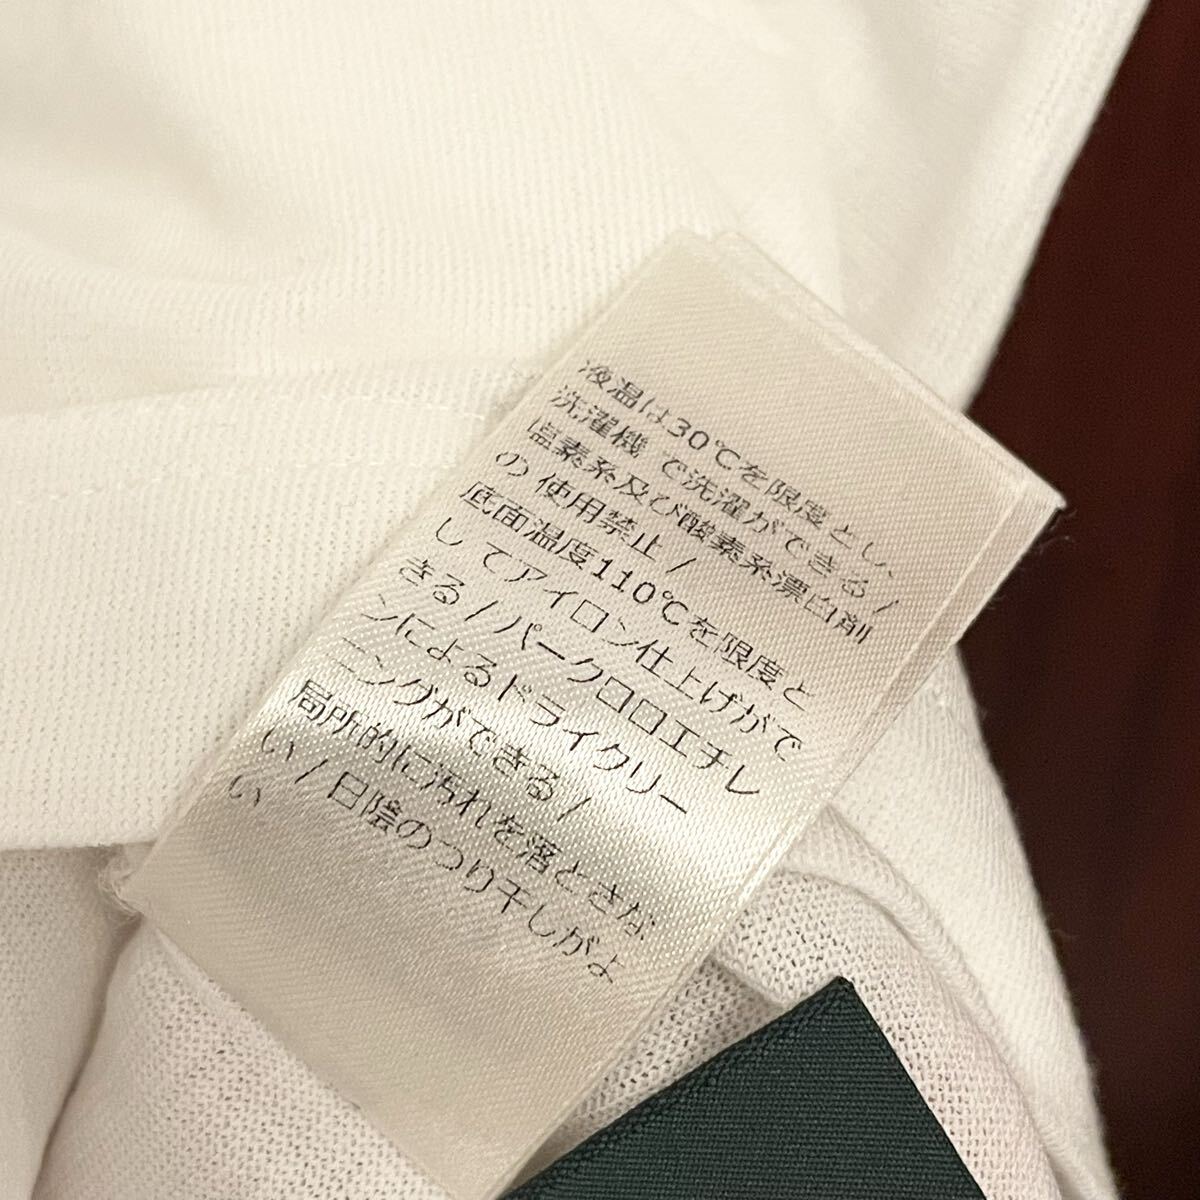 液温は30℃を限度とし、
洗濯機 で洗濯ができる /
塩素系及び酸素系漂白剤
の 使用禁止 /
底面温度110℃を限度と
し てアイロン仕上げがで
きる / パークロロエチレ
ンによるドライクリー
ニングができる /
局所的に汚れを落とさな
い / 日陰のつり干しがよ
い